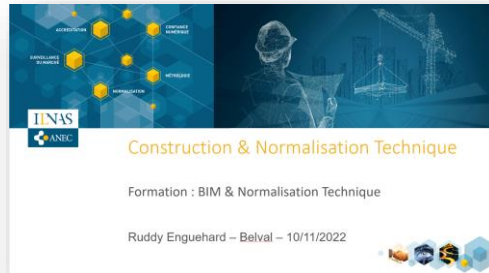 ACCRÉDITATION
CONFIANCE
NUMÉRIQUE
SURVEILLANCE
DU MARCHÉ
MÉTROLOGIE
NORMALISATION
ILNAS
ANEC
Construction & Normalisation Technique
Formation : BIM & Normalisation Technique
Ruddy Enguehard – Belval – 10/11/2022